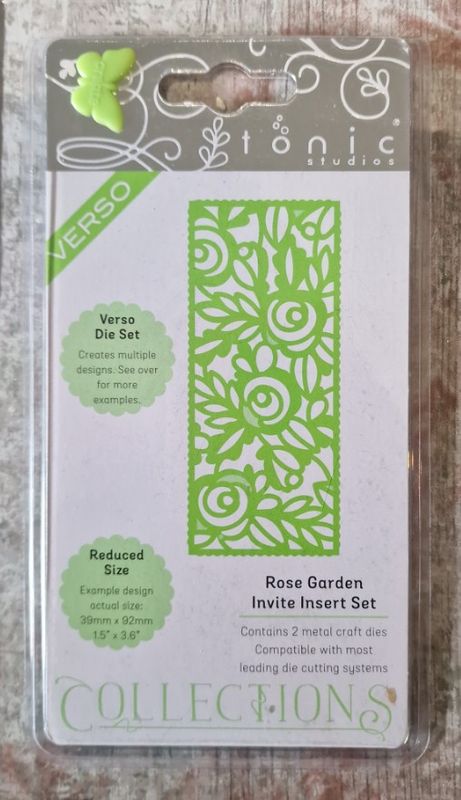 tonic®
studios
VERSO
Verso
Die Set
Creates multiple
designs. See over
for more
examples.
Reduced
Size
Example design
actual size:
39mm x 92mm
1.5" x 3.6"
Rose Garden
Invite Insert Set
Contains 2 metal craft dies
Compatible with most
leading die cutting systems
COLLECTIONS